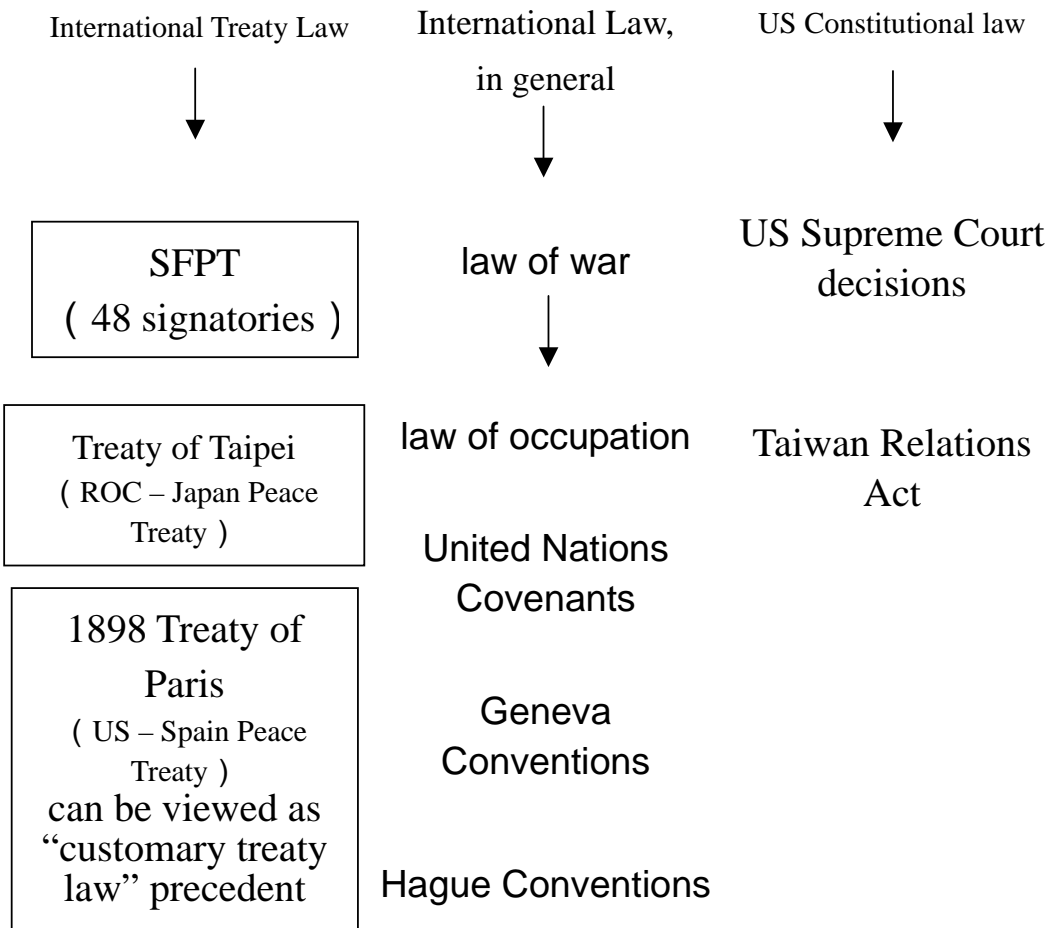 International Treaty Law
SFPT
( 48 signatories )
Treaty of Taipei
( ROC – Japan Peace
Treaty )
1898 Treaty of
Paris
( US – Spain Peace
Treaty )
can be viewed as
“customary treaty
law” precedent
International Law,
in general
law of war
law of occupation
United Nations
Covenants
Geneva
Conventions
Hague Conventions
US Constitutional law
US Supreme Court
decisions
Taiwan Relations
Act